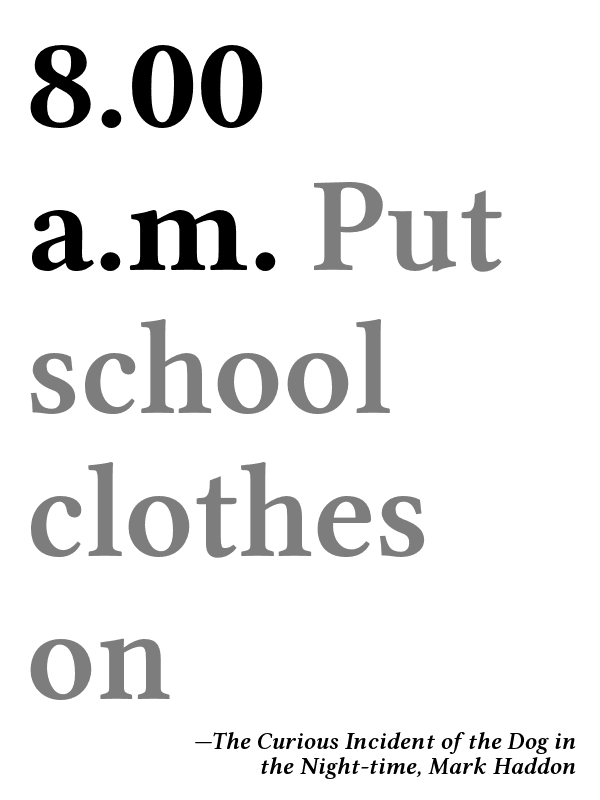 8.00
a.m. Put
school
clothes
on
—The Curious Incident of the Dog in
the Night-time, Mark Haddon